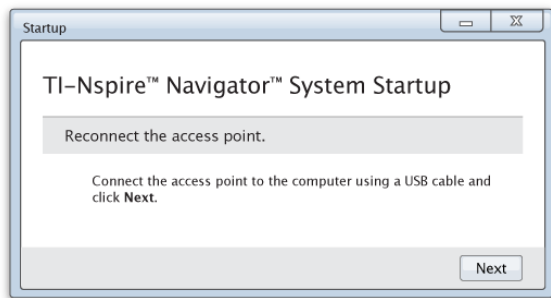 Startup
TI-Nspire™ Navigator™ System Startup
Reconnect the access point.
Connect the access point to the computer using a USB cable and
click Next.
Next